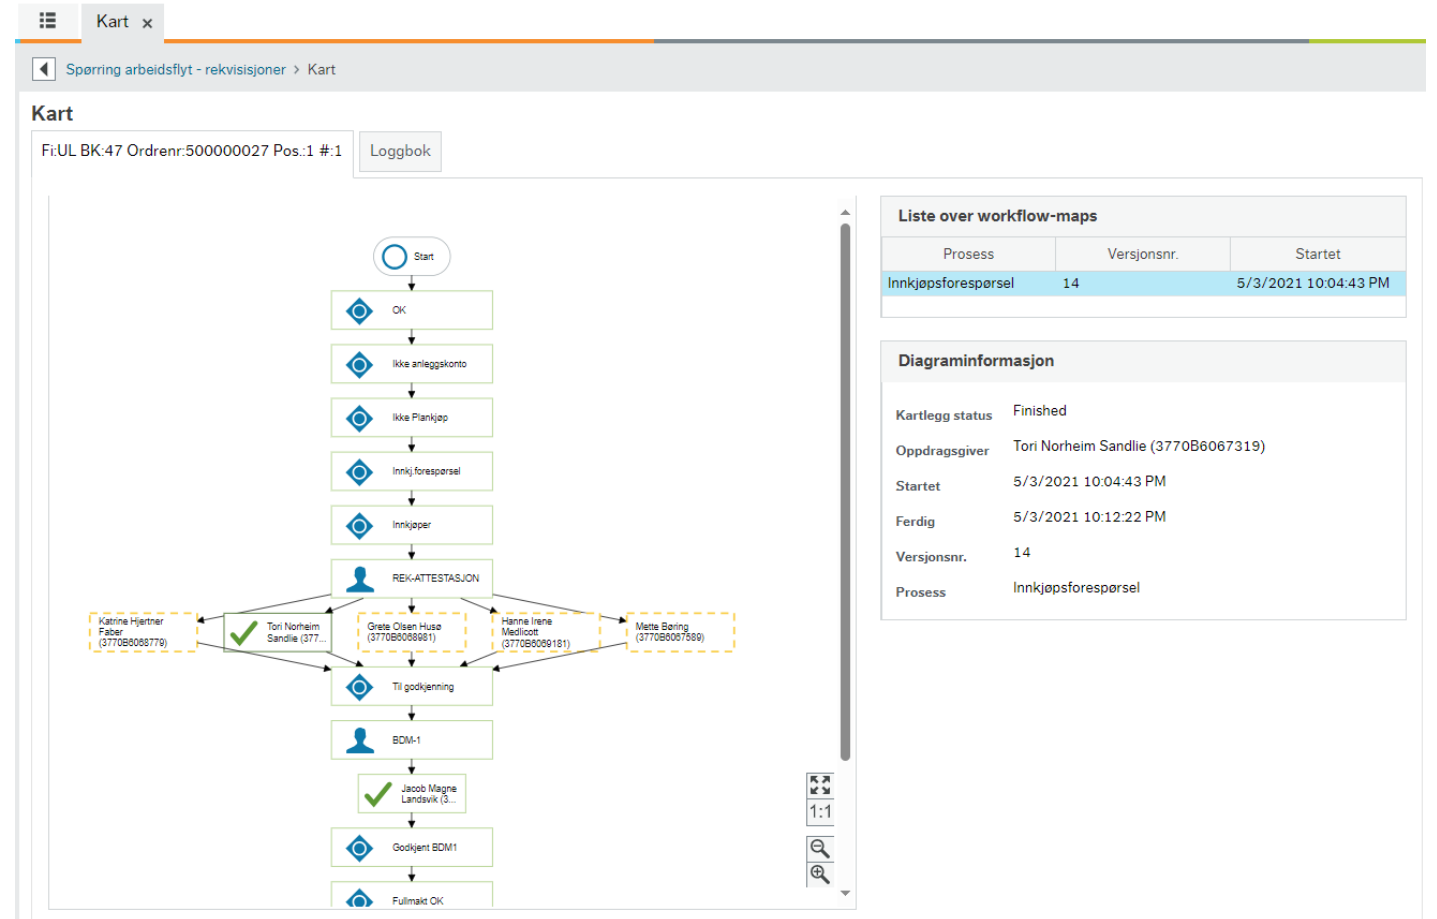 Kart ×
Spørring arbeidsflyt - rekvisisjoner > Kart
Kart
Fi:UL BK:47 Ordrenr:500000027 Pos.:1 #:1
Loggbok
Start
OK
Ikke anleggskonto
Ikke Plankjøp
Innkj.forespørsel
Innkjøper
REK-ATTESTASJON
Katrine Hjertner
Faber
(3770B6068779)
Tori Norheim
Sandlie (377...
Grete Olsen Husø
(3770B6068981)
Hanne Irene
Medlicott
(3770B6069181)
Mette Børing
(3770B6067589)
Til godkjenning
BDM-1
Jacob Magne
Landsvik (3...
Godkjent BDM1
Fullmakt OK
1:1
Liste over workflow-maps
Prosess Versjonsnr. Startet
Innkjøpsforespørsel 14 5/3/2021 10:04:43 PM
Diagraminformasjon
Kartlegg status Finished
Oppdragsgiver Tori Norheim Sandlie (3770B6067319)
Startet 5/3/2021 10:04:43 PM
Ferdig 5/3/2021 10:12:22 PM
Versjonsnr. 14
Prosess Innkjøpsforespørsel